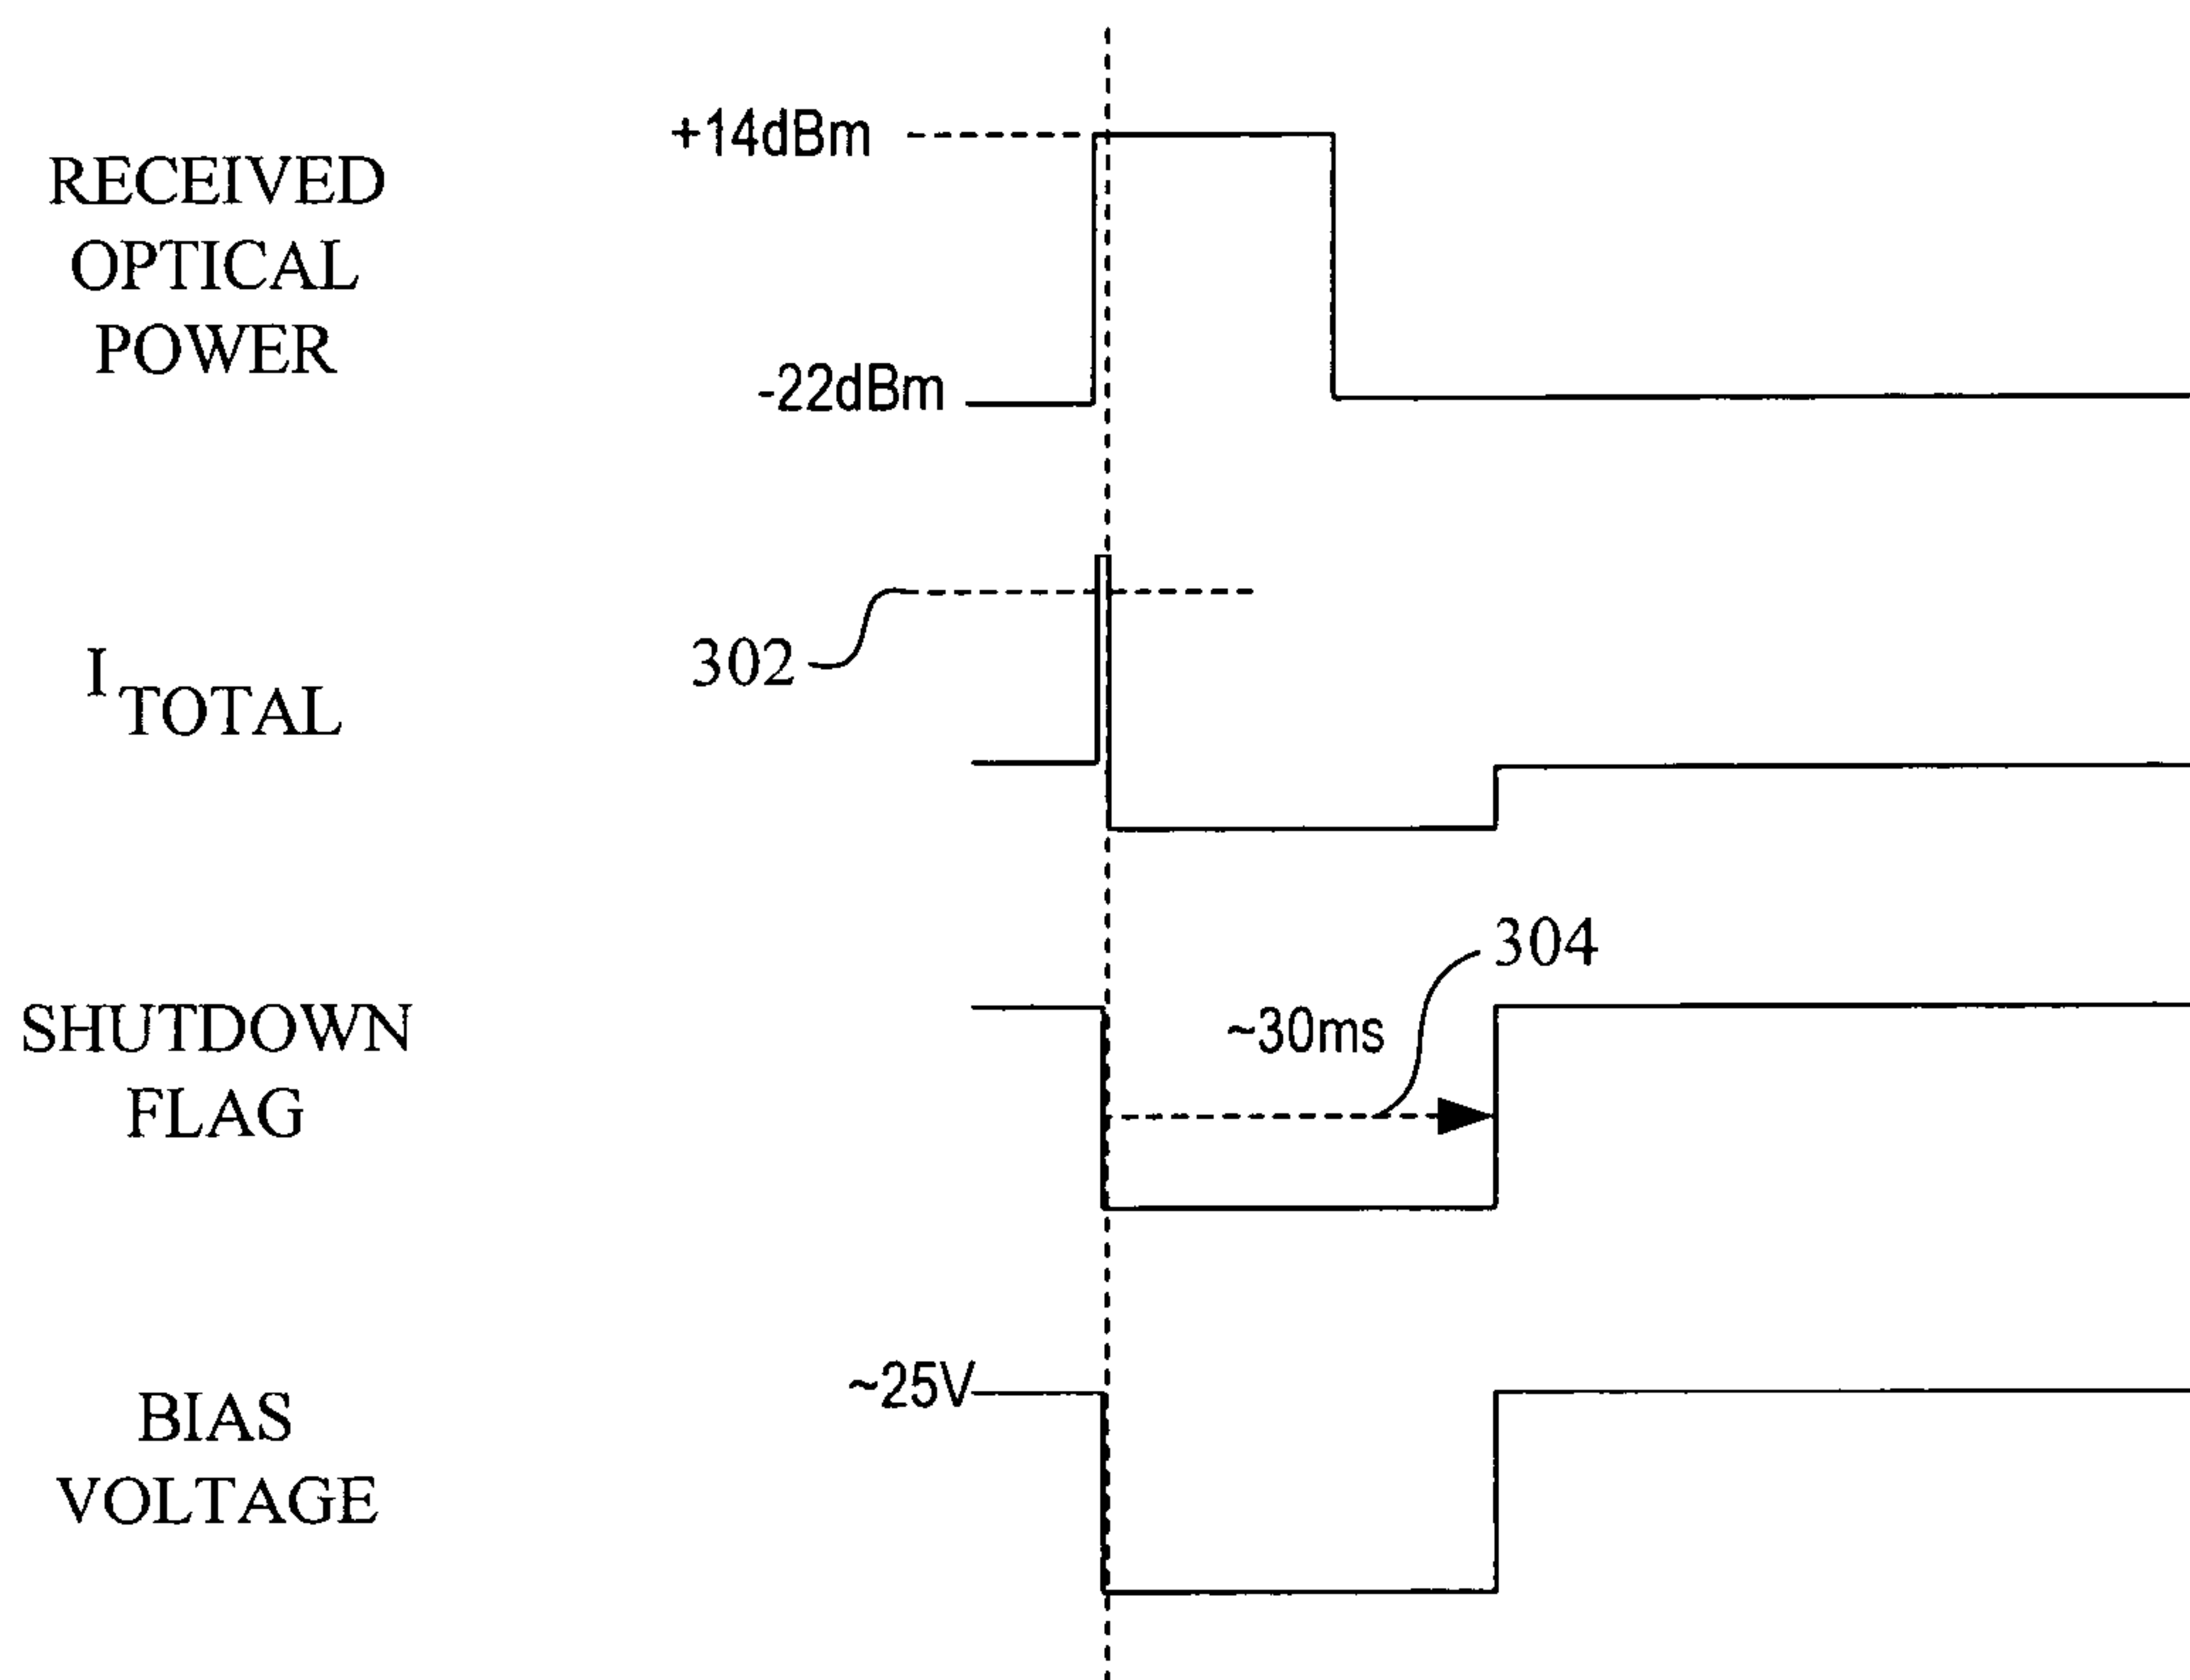 RECEIVED
OPTICAL
POWER
+14dBm
-22dBm
I TOTAL
302
SHUTDOWN
FLAG
~30ms
304
BIAS
VOLTAGE
~25V